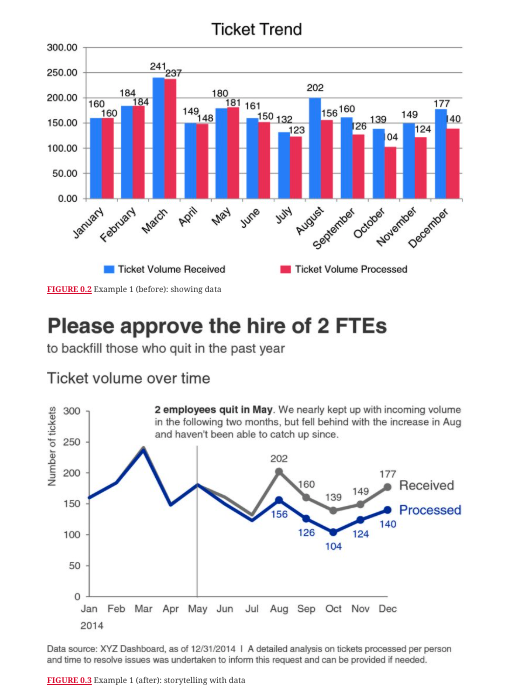 Ticket Trend
300.00
250.00
200.00
150.00
100.00
50.00
0.00
160 160 184 184 241 237 149 148 180 181 161 150 132 123 202 156 160 126 139 04 149 124 177 140
January February March April May June July August September October November December
Ticket Volume Received Ticket Volume Processed
FIGURE 0.2 Example 1 (before): showing data
Please approve the hire of 2 FTEs
to backfill those who quit in the past year
Ticket volume over time
Number of tickets
2 employees quit in May. We nearly kept up with incoming volume
in the following two months, but fell behind with the increase in Aug
and haven't been able to catch up since.
300
250
200
150
100
50
0
202 160 139 149 177 Received
156 126 104 124 140 Processed
Jan Feb Mar Apr May Jun Jul Aug Sep Oct Nov Dec
2014
Data source: XYZ Dashboard, as of 12/31/2014 | A detailed analysis on tickets processed per person
and time to resolve issues was undertaken to inform this request and can be provided if needed.
FIGURE 0.3 Example 1 (after): storytelling with data